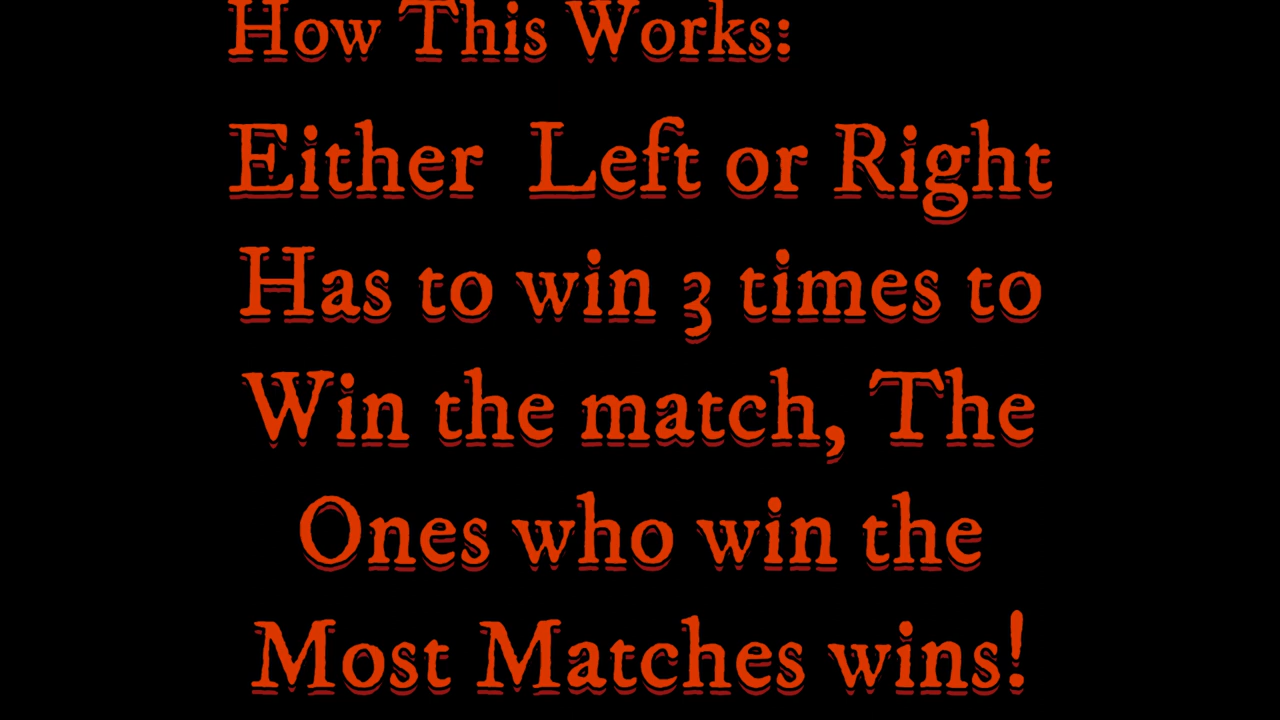 How This Works:
Either Left or Right
Has to win 3 times to
Win the match, The
Ones who win the
Most Matches wins!